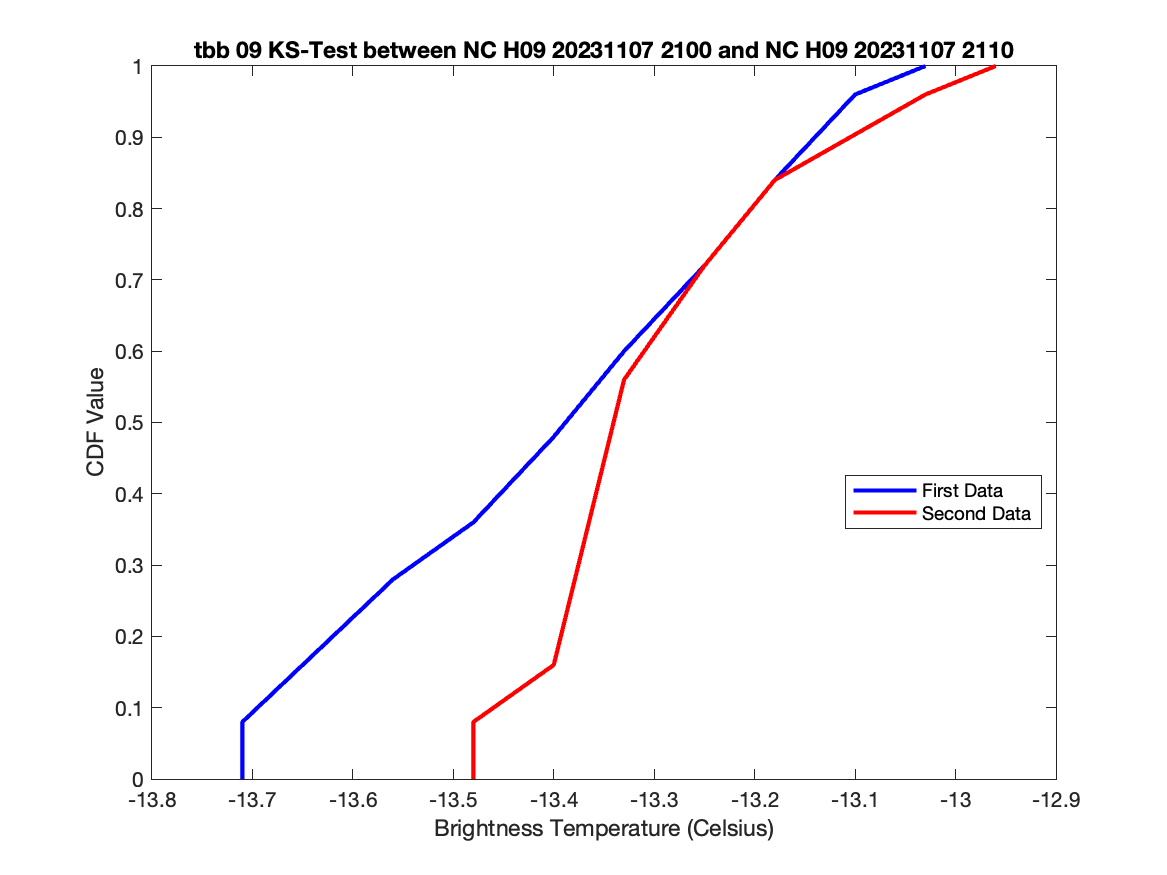 tbb 09 KS-Test between NC H09 20231107 2100 and NC H09 20231107 2110
1
0.9
0.8
0.7
0.6
0.5
0.4
0.3
0.2
0.1
0
CDF Value
First Data
Second Data
-13.8 -13.7 -13.6 -13.5 -13.4 -13.3 -13.2 -13.1 -13 -12.9
Brightness Temperature (Celsius)